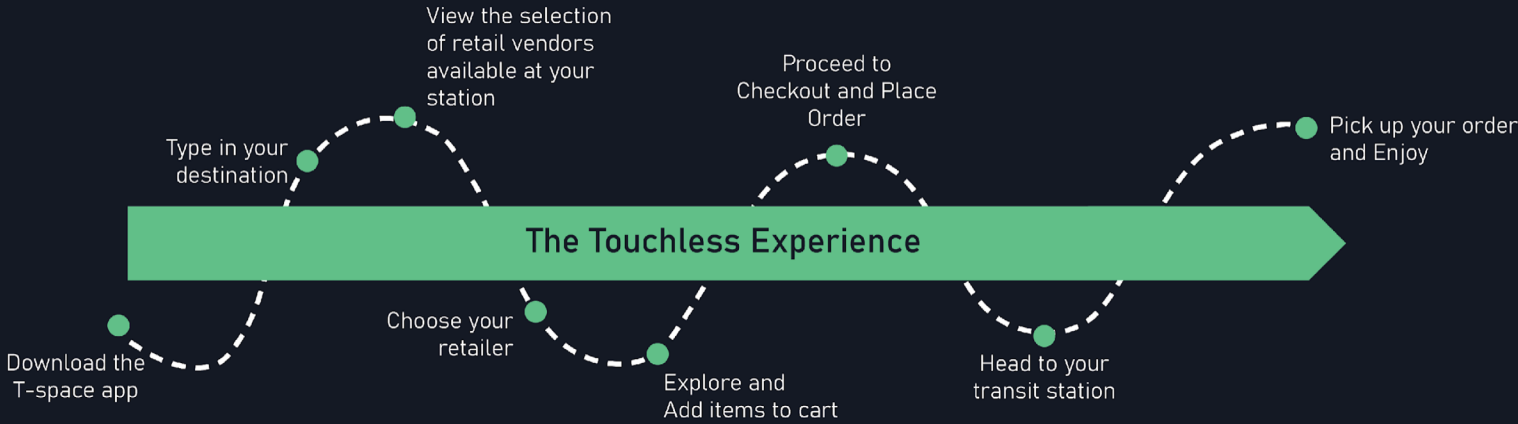 Download the
T-space app
Type in your
destination
View the selection
of retail vendors
available at your
station
Choose your
retailer
Explore and
Add items to cart
Proceed to
Checkout and Place
Order
Head to your
transit station
Pick up your order
and Enjoy
The Touchless Experience